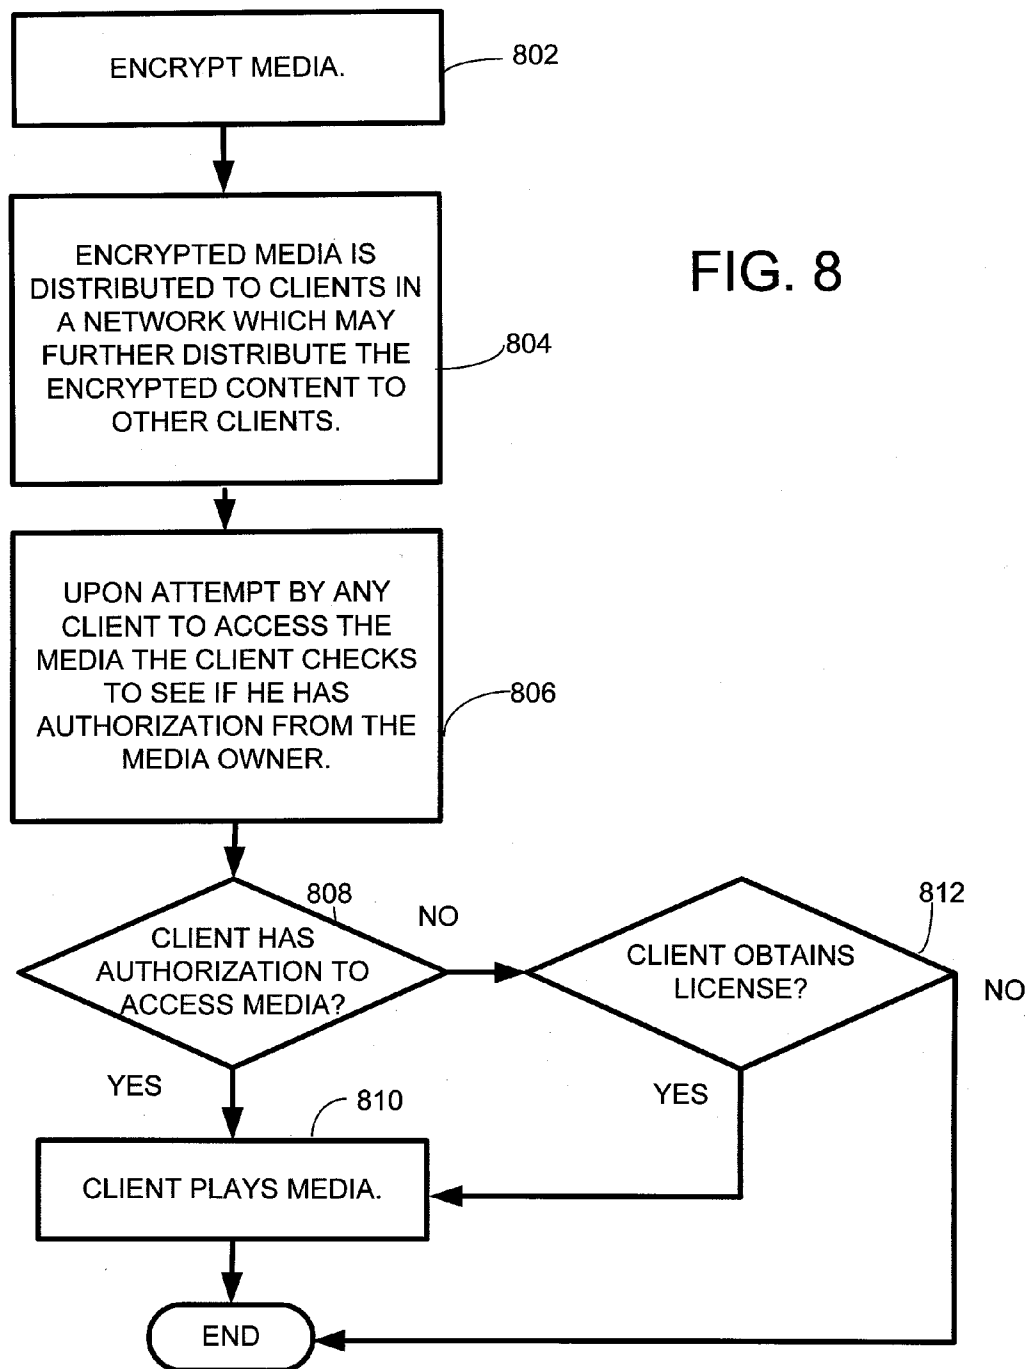 ENCRYPT MEDIA.
802
ENCRYPTED MEDIA IS
DISTRIBUTED TO CLIENTS IN
A NETWORK WHICH MAY
FURTHER DISTRIBUTE THE
ENCRYPTED CONTENT TO
OTHER CLIENTS.
804
FIG. 8
UPON ATTEMPT BY ANY
CLIENT TO ACCESS THE
MEDIA THE CLIENT CHECKS
TO SEE IF HE HAS
AUTHORIZATION FROM THE
MEDIA OWNER.
806
808
CLIENT HAS
AUTHORIZATION TO
ACCESS MEDIA?
NO
812
CLIENT OBTAINS
LICENSE?
NO
YES
YES
810
CLIENT PLAYS MEDIA.
END